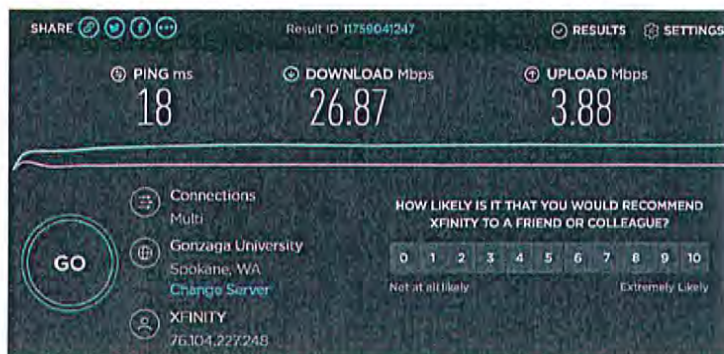 SHARE
Result ID 11759041247
RESULTS
SETTINGS
PING ms
18
DOWNLOAD Mbps
26.87
UPLOAD Mbps
3.88
GO
Connections
Multi
Gonzaga University
Spokane, WA
Change Server
XFINITY
76.104.227.248
HOW LIKELY IS IT THAT YOU WOULD RECOMMEND
XFINITY TO A FRIEND OR COLLEAGUE?
0 1 2 3 4 5 6 7 8 9 10
Not at all likely
Extremely Likely